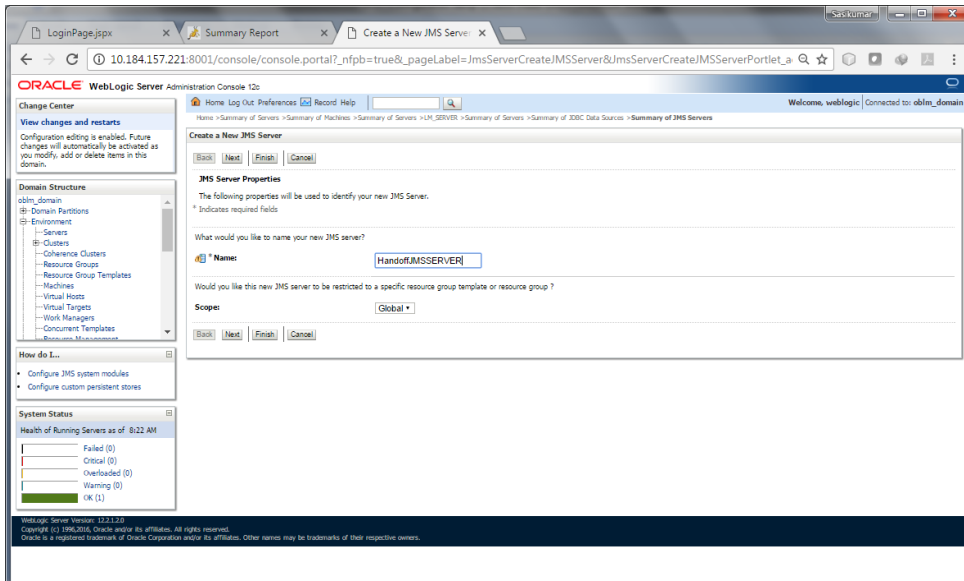 Sasikumar
LoginPage.jspx
Summary Report
Create a New JMS Server
10.184.157.221:8001/console/console.portal?_nfpb=true&_pageLabel=JmsServerCreateJMSServer&JmsServerCreateJMSServerPortlet_a
ORACLE WebLogic Server Administration Console 12c
Change Center
View changes and restarts
Configuration editing is enabled. Future
changes will automatically be activated as
you modify, add or delete items in this
domain.
Domain Structure
oblm_domain
Domain Partitions
Environment
Servers
Clusters
Coherence Clusters
Resource Groups
Resource Group Templates
Machines
Virtual Hosts
Virtual Targets
Work Managers
Concurrent Templates
Resource Management
How do I...
Configure JMS system modules
Configure custom persistent stores
System Status
Health of Running Servers as of 8:22 AM
Failed (0)
Critical (0)
Overloaded (0)
Warning (0)
OK (1)
Home Log Out Preferences Record Help
Welcome, weblogic Connected to: oblm_domain
Home >Summary of Servers >Summary of Machines >Summary of Servers >LM_SERVER >Summary of Servers >Summary of JDBC Data Sources >Summary of JMS Servers
Create a New JMS Server
Back Next Finish Cancel
JMS Server Properties
The following properties will be used to identify your new JMS Server.
* Indicates required fields
What would you like to name your new JMS server?
* Name: HandoffJMSSERVER
Would you like this new JMS server to be restricted to a specific resource group template or resource group ?
Scope: Global
Back Next Finish Cancel
WebLogic Server Version: 12.2.1.2.0
Copyright (c) 1996,2016, Oracle and/or its affiliates. All rights reserved.
Oracle is a registered trademark of Oracle Corporation and/or its affiliates. Other names may be trademarks of their respective owners.